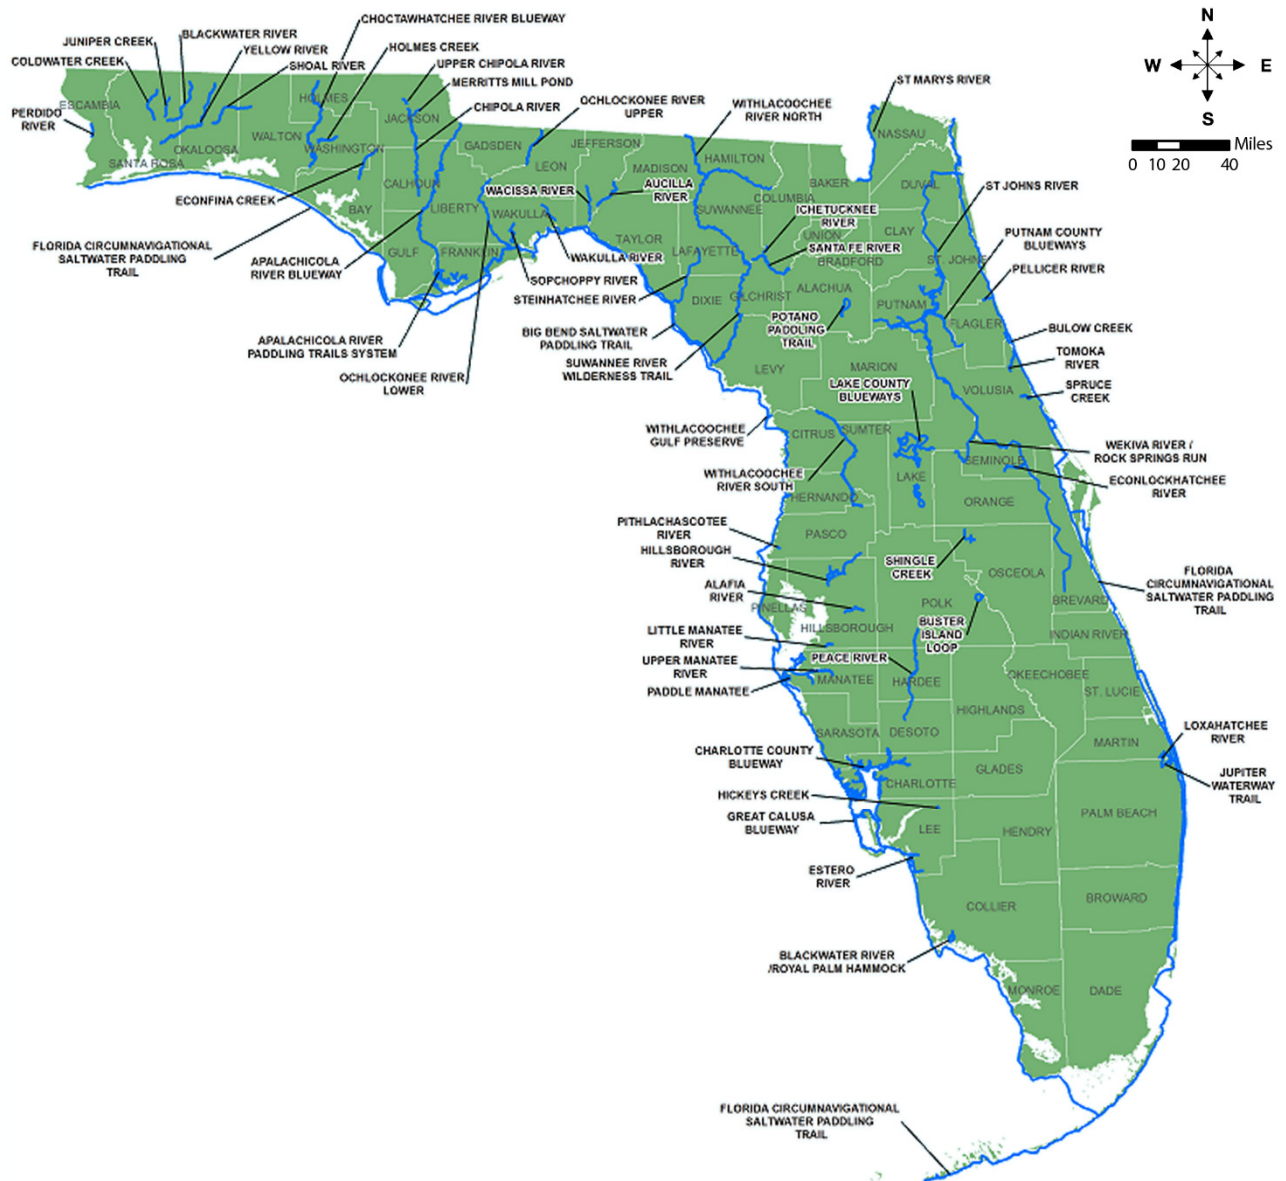 CHOCTAWHATCHEE RIVER BLUEWAY
BLACKWATER RIVER
JUNIPER CREEK
YELLOW RIVER
HOLMES CREEK
COLDWATER CREEK
SHOAL RIVER
UPPER CHIPOLA RIVER
MERRITTS MILL POND
CHIPOLA RIVER
OCHLOCKONEE RIVER
UPPER
WITHLACOOCHEE
RIVER NORTH
ST MARYS RIVER
N
W
E
S
Miles
0 10 20 40
PERDIDO
RIVER
ESCAMBIA
SANTA ROSA
OKALOOSA
WALTON
HOLMES
WASHINGTON
JACKSON
CALHOUN
BAY
GULF
LIBERTY
GADSDEN
LEON
JEFFERSON
WAKULLA
FRANKLIN
MADISON
TAYLOR
HAMILTON
SUWANNEE
COLUMBIA
BAKER
NASSAU
DUVAL
CLAY
ST. JOHNS
UNION
BRADFORD
LAFAYETTE
DIXIE
GILCHRIST
ALACHUA
PUTNAM
FLAGLER
LEVY
MARION
VOLUSIA
ECONFINA CREEK
FLORIDA CIRCUMNAVIGATIONAL
SALTWATER PADDLING
TRAIL
APALACHICOLA
RIVER BLUEWAY
APALACHICOLA RIVER
PADDLING TRAILS SYSTEM
OCHLOCKONEE RIVER
LOWER
WACISSA RIVER
AUCILLA
RIVER
WAKULLA RIVER
SOPCHOPPY RIVER
STEINHATCHEE RIVER
BIG BEND SALTWATER
PADDLING TRAIL
SUWANNEE RIVER
WILDERNESS TRAIL
ICHETUCKNEE
RIVER
SANTA FE RIVER
POTANO
PADDLING
TRAIL
ST JOHNS RIVER
PUTNAM COUNTY
BLUEWAYS
PELLICER RIVER
BULOW CREEK
TOMOKA
RIVER
SPRUCE
CREEK
LAKE COUNTY
BLUEWAYS
WITHLACOOCHEE
GULF PRESERVE
WITHLACOOCHEE
RIVER SOUTH
WEKIVA RIVER /
ROCK SPRINGS RUN
ECONLOCKHATCHEE
RIVER
CITRUS
SUMTER
HERNANDO
LAKE
SEMINOLE
ORANGE
PASCO
PITHLACHASCOTEE
RIVER
HILLSBOROUGH
RIVER
ALAFIA
RIVER
SHINGLE
CREEK
OSCEOLA
BREVARD
FLORIDA
CIRCUMNAVIGATIONAL
SALTWATER PADDLING
TRAIL
PINELLAS
HILLSBOROUGH
POLK
BUSTER
ISLAND
LOOP
INDIAN RIVER
LITTLE MANATEE
RIVER
UPPER MANATEE
RIVER
PADDLE MANATEE
PEACE RIVER
MANATEE
HARDEE
OKEECHOBEE
ST. LUCIE
HIGHLANDS
SARASOTA
DESOTO
MARTIN
LOXAHATCHEE
RIVER
JUPITER
WATERWAY
TRAIL
CHARLOTTE COUNTY
BLUEWAY
CHARLOTTE
GLADES
HICKEYS CREEK
GREAT CALUSA
BLUEWAY
LEE
HENDRY
PALM BEACH
ESTERO
RIVER
COLLIER
BROWARD
BLACKWATER RIVER
/ROYAL PALM HAMMOCK
MONROE
DADE
FLORIDA CIRCUMNAVIGATIONAL
SALTWATER PADDLING
TRAIL